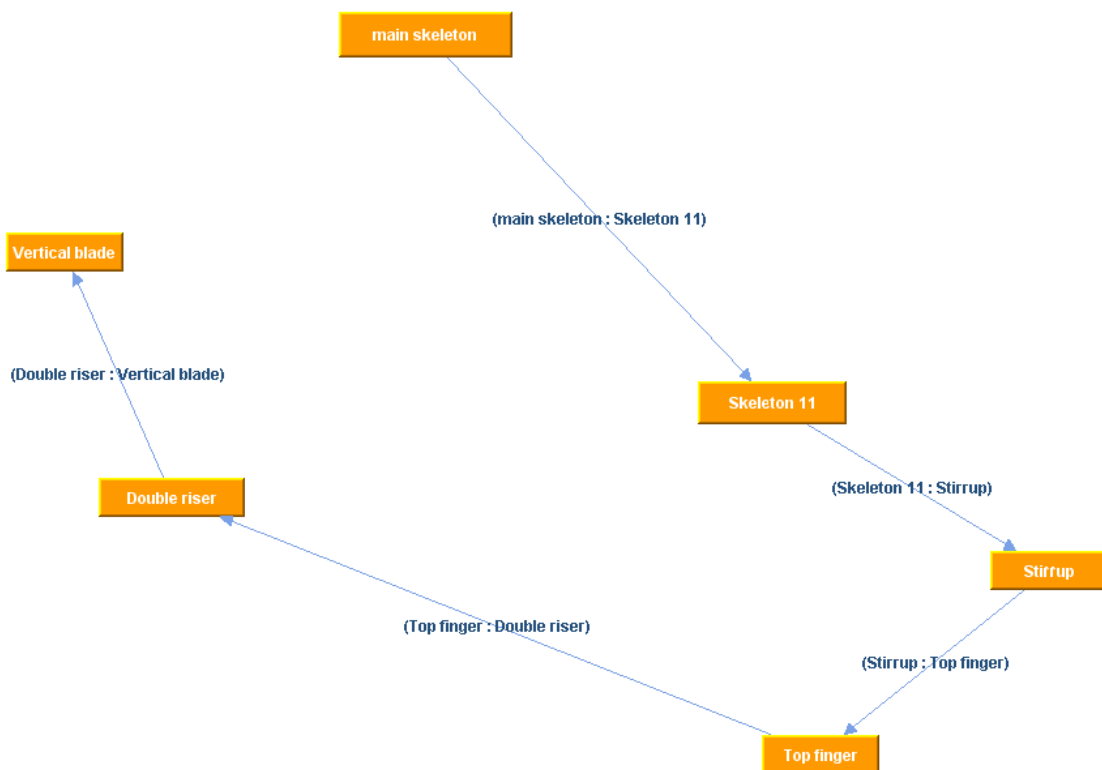 main skeleton
(main skeleton : Skeleton 11)
Vertical blade
(Double riser : Vertical blade)
Skeleton 11
(Skeleton 11 : Stirrup)
Double riser
Stirrup
(Top finger : Double riser)
(Stirrup : Top finger)
Top finger